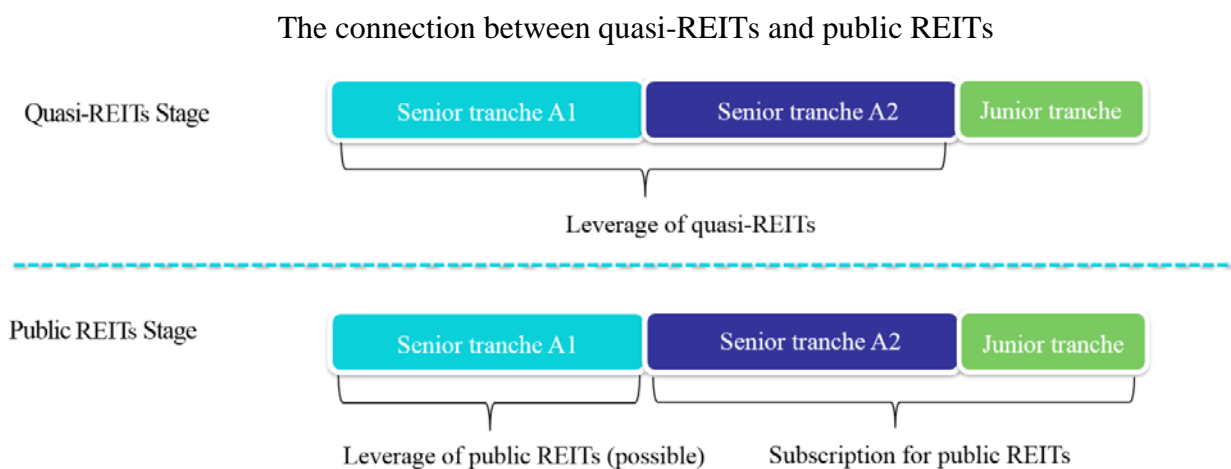 The connection between quasi-REITs and public REITs
Quasi-REITs Stage
Senior tranche A1
Senior tranche A2
Junior tranche
Leverage of quasi-REITs
Public REITs Stage
Senior tranche A1
Senior tranche A2
Junior tranche
Leverage of public REITs (possible)
Subscription for public REITs